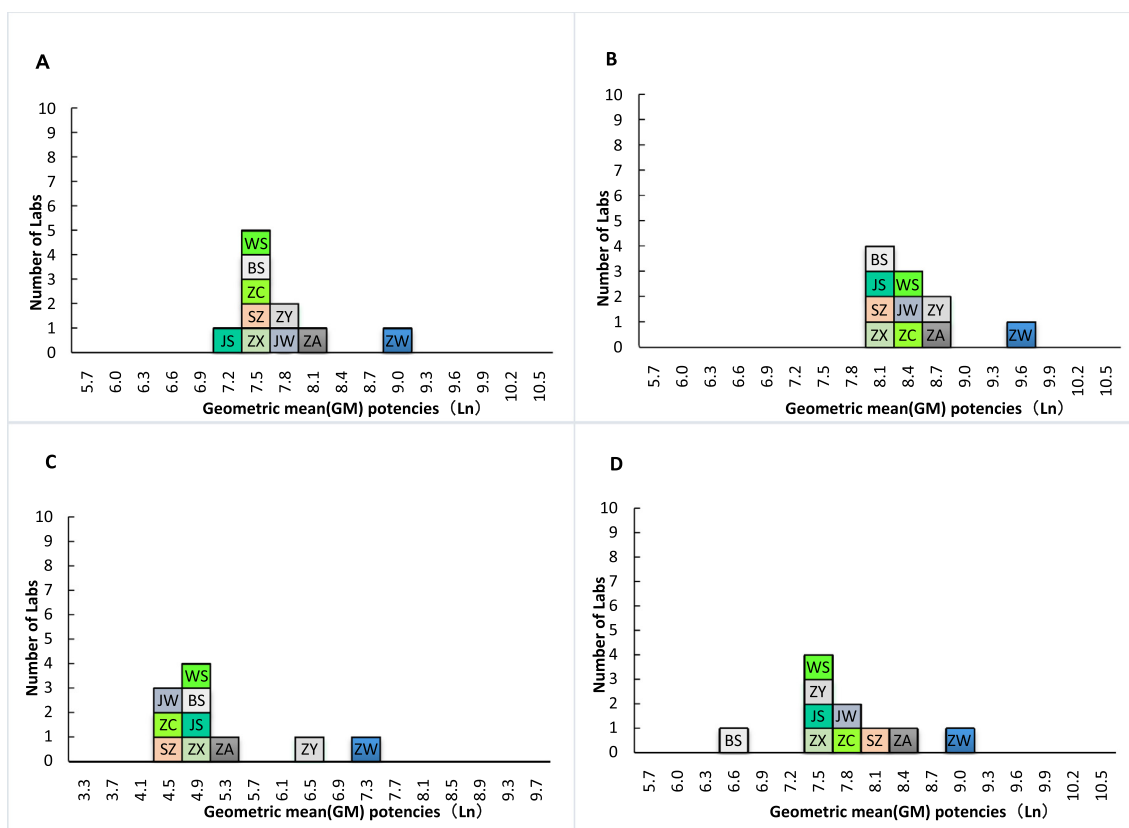 A
10
9
8
7
6
5
4
3
2
1
0
Number of Labs
WS
BS
ZC
SZ ZY
JS ZX JW ZA ZW
5.7 6.0 6.3 6.6 6.9 7.2 7.5 7.8 8.1 8.4 8.7 9.0 9.3 9.6 9.9 10.2 10.5
Geometric mean(GM) potencies（Ln）
B
10
9
8
7
6
5
4
3
2
1
0
Number of Labs
BS
JS WS
SZ JW ZY
ZX ZC ZA ZW
5.7 6.0 6.3 6.6 6.9 7.2 7.5 7.8 8.1 8.4 8.7 9.0 9.3 9.6 9.9 10.2 10.5
Geometric mean(GM) potencies（Ln）
C
10
9
8
7
6
5
4
3
2
1
0
Number of Labs
WS
JW BS
ZC JS
SZ ZX ZA ZY ZW
3.3 3.7 4.1 4.5 4.9 5.3 5.7 6.1 6.5 6.9 7.3 7.7 8.1 8.5 8.9 9.3 9.7
Geometric mean(GM) potencies（Ln）
D
10
9
8
7
6
5
4
3
2
1
0
Number of Labs
WS
ZY
JS JW
BS ZX ZC SZ ZA ZW
5.7 6.0 6.3 6.6 6.9 7.2 7.5 7.8 8.1 8.4 8.7 9.0 9.3 9.6 9.9 10.2 10.5
Geometric mean(GM) potencies（Ln）